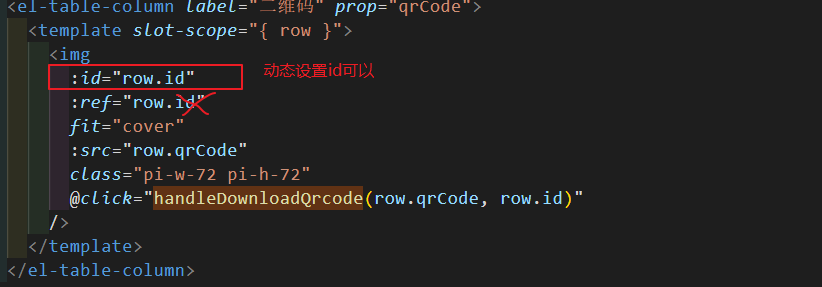 <el-table-column label="二维码" prop="qrCode">
<template slot-scope="{ row }">
<img
:id="row.id" 动态设置id可以
:ref="row.id"
fit="cover"
:src="row.qrCode"
class="pi-w-72 pi-h-72"
@click="handleDownloadQrcode(row.qrCode, row.id)"
/>
</template>
</el-table-column>